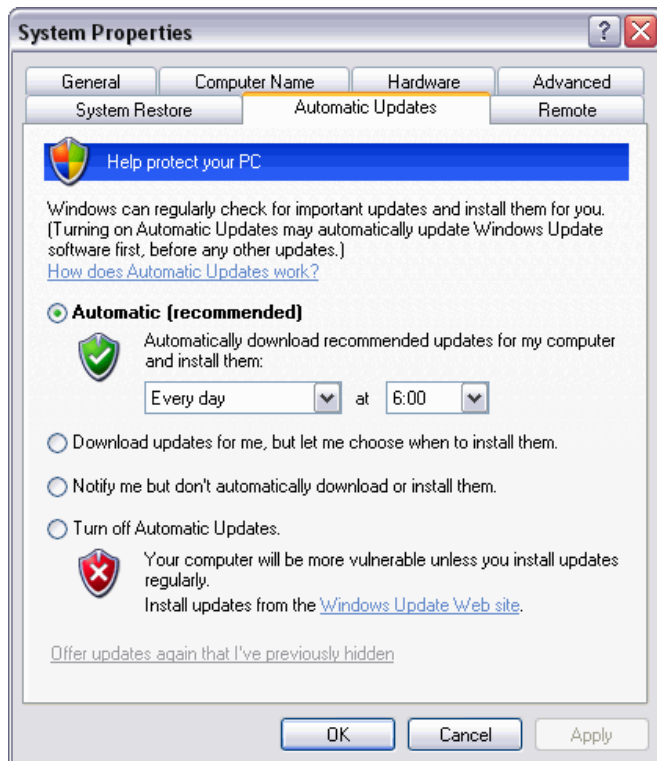 System Properties
General Computer Name Hardware Advanced
System Restore Automatic Updates Remote
Help protect your PC
Windows can regularly check for important updates and install them for you.
(Turning on Automatic Updates may automatically update Windows Update
software first, before any other updates.)
How does Automatic Updates work?
Automatic (recommended)
Automatically download recommended updates for my computer
and install them:
Every day at 6:00
Download updates for me, but let me choose when to install them.
Notify me but don't automatically download or install them.
Turn off Automatic Updates.
Your computer will be more vulnerable unless you install updates
regularly.
Install updates from the Windows Update Web site.
Offer updates again that I've previously hidden
OK Cancel Apply